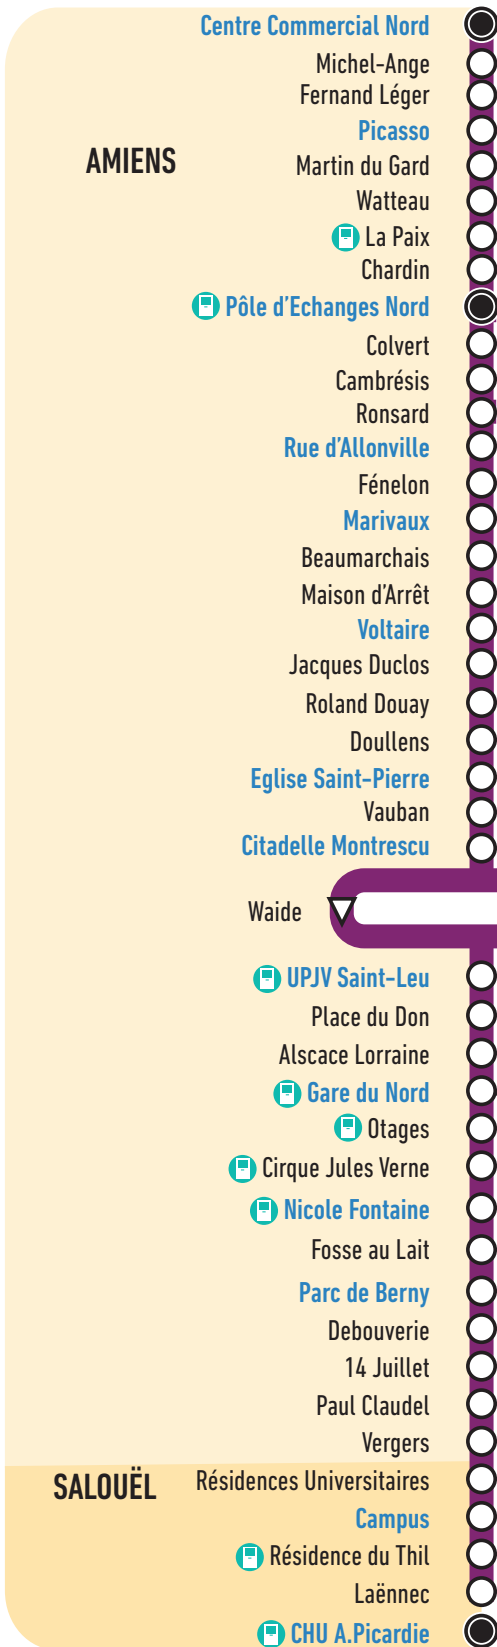 Centre Commercial Nord
Michel-Ange
Fernand Léger
Picasso
AMIENS
Martin du Gard
Watteau
La Paix
Chardin
Pôle d'Echanges Nord
Colvert
Cambrésis
Ronsard
Rue d'Allonville
Fénelon
Marivaux
Beaumarchais
Maison d'Arrêt
Voltaire
Jacques Duclos
Roland Douay
Doullens
Eglise Saint-Pierre
Vauban
Citadelle Montrescu
Waide
UPJV Saint-Leu
Place du Don
Alscace Lorraine
Gare du Nord
Otages
Cirque Jules Verne
Nicole Fontaine
Fosse au Lait
Parc de Berny
Debouverie
14 Juillet
Paul Claudel
Vergers
SALOUËL
Résidences Universitaires
Campus
Résidence du Thil
Laënnec
CHU A.Picardie